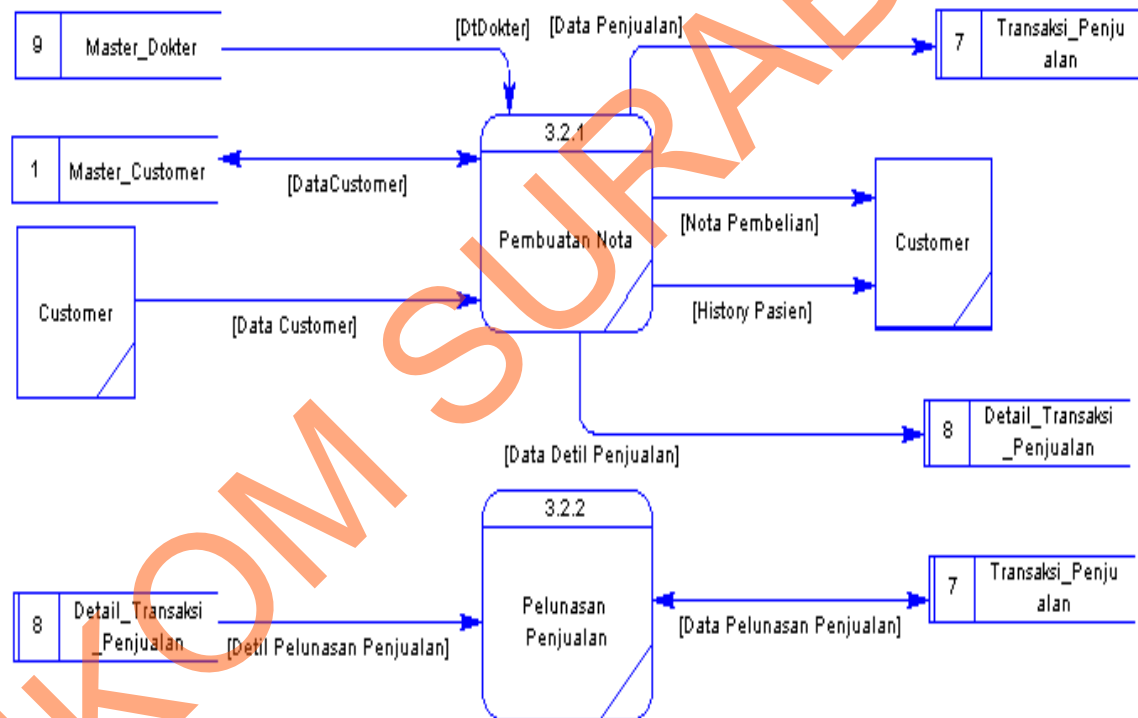 [DtDokter]
[Data Penjualan]
9
Master_Dokter
7
Transaksi_Penju
alan
3.2.1
1
Master_Customer
[DataCustomer]
Pembuatan Nota
[Nota Pembelian]
Customer
[History Pasien]
Customer
[Data Customer]
8
Detail_Transaksi
_Penjualan
[Data Detil Penjualan]
3.2.2
8
Detail_Transaksi
_Penjualan
[Detil Pelunasan Penjualan]
Pelunasan
Penjualan
[Data Pelunasan Penjualan]
7
Transaksi_Penju
alan
KOM SURAB